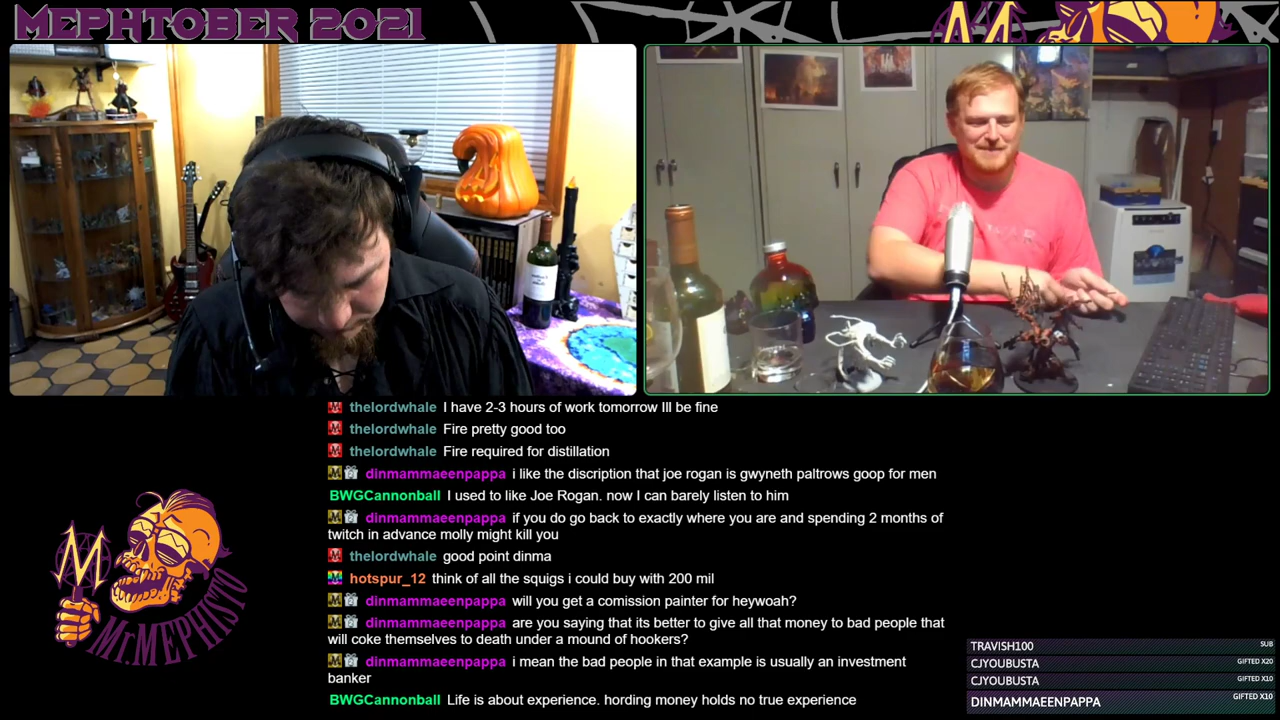 MEPHTOBER 2021
thelordwhale I have 2-3 hours of work tomorrow Ill be fine
thelordwhale Fire pretty good too
thelordwhale Fire required for distillation
dinmammaeenpappa i like the discription that joe rogan is gwyneth paltrows goop for men
BWGCannonball I used to like Joe Rogan. now I can barely listen to him
dinmammaeenpappa if you do go back to exactly where you are and spending 2 months of
twitch in advance molly might kill you
thelordwhale good point dinma
hotspur_12 think of all the squigs i could buy with 200 mil
dinmammaeenpappa will you get a comission painter for heywoah?
dinmammaeenpappa are you saying that its better to give all that money to bad people that
will coke themselves to death under a mound of hookers?
dinmammaeenpappa i mean the bad people in that example is usually an investment
banker
BWGCannonball Life is about experience. hording money holds no true experience
M
Mr.MEPHISTO
TRAVISH100 SUB
CJYOUBUSTA GIFTED X20
CJYOUBUSTA GIFTED X10
DINMAMMAEENPAPPA GIFTED X10